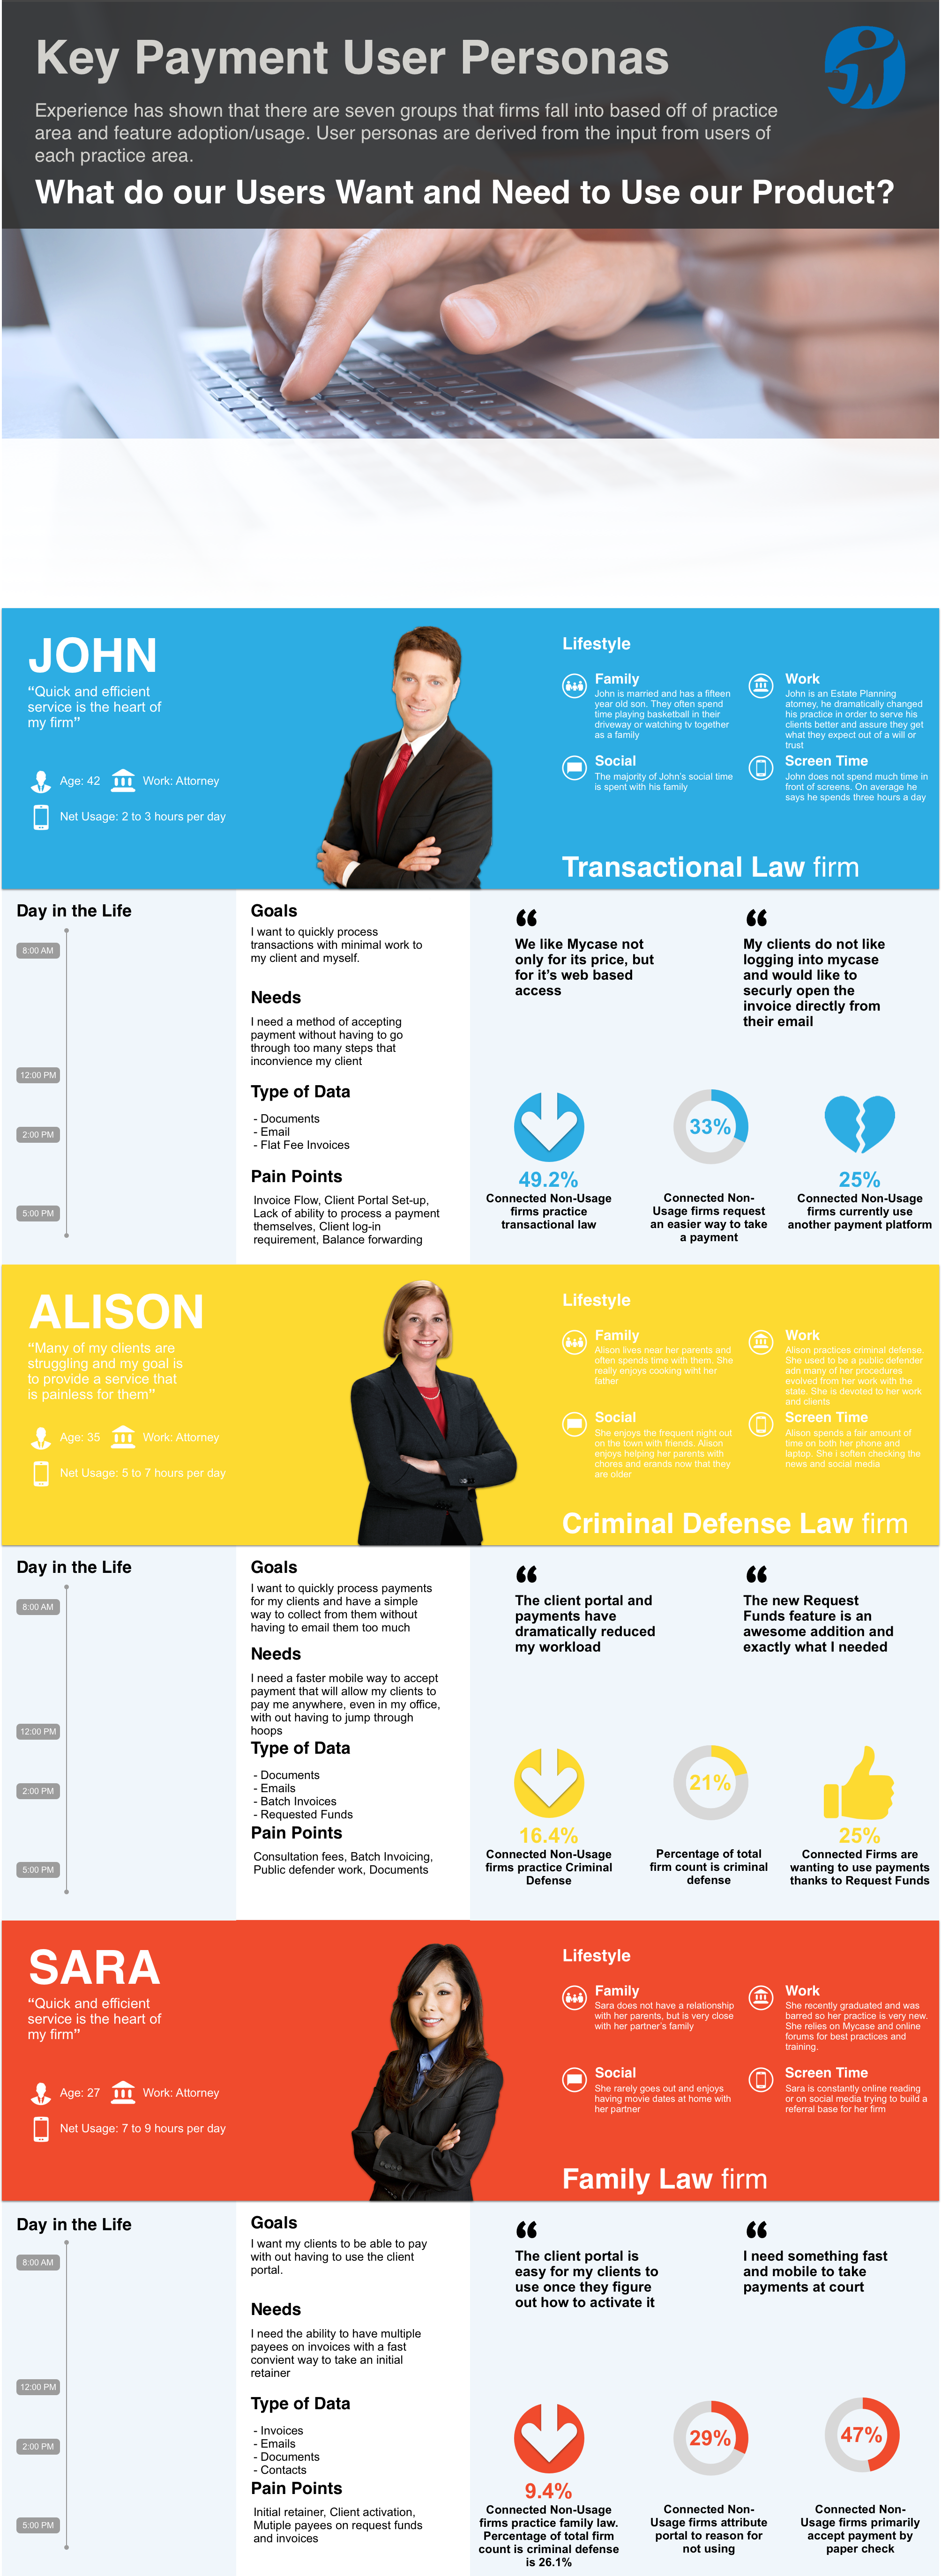 Key Payment User Personas
Experience has shown that there are seven groups that firms fall into based off of practice
area and feature adoption/usage. User personas are derived from the input from users of
each practice area.
What do our Users Want and Need to Use our Product?
JOHN
“Quick and efficient
service is the heart of
my firm”
Age: 42
Work: Attorney
Net Usage: 2 to 3 hours per day
Lifestyle
Family
John is married and has a fifteen
year old son. They often spend
time playing basketball in their
driveway or watching tv together
as a family
Work
John is an Estate Planning
atorney, he dramatically changed
his practice in order to serve his
clients better and assure they get
what they expect out of a will or
trust
Social
The majority of John's social time
is spent with his family
Screen Time
John does not spend much time in
front of screens. On average he
says he spends three hours a day
Transactional Law firm
Day in the Life
8:00 AM
12:00 PM
2:00 PM
5:00 PM
Goals
I want to quickly process
transactions with minimal work to
my client and myself.
Needs
I need a method of accepting
payment without having to go
through too many steps that
inconvience my client
Type of Data
- Documents
- Email
- Flat Fee Invoices
Pain Points
Invoice Flow, Client Portal Set-up,
Lack of ability to process a payment
themselves, Client log-in
requirement, Balance forwarding
“
We like Mycase not
only for its price, but
for it’s web based
access
“
My clients do not like
logging into mycase
and would like to
securly open the
invoice directly from
their email
49.2%
Connected Non-Usage
firms practice
transactional law
33%
Connected Non-
Usage firms request
an easier way to take
a payment
25%
Connected Non-Usage
firms currently use
another payment platform
ALISON
“Many of my clients are
struggling and my goal is
to provide a service that
is painless for them”
Age: 35
Work: Attorney
Net Usage: 5 to 7 hours per day
Lifestyle
Family
Alison lives near her parents and
often spends time with them. She
really enjoys cooking wiht her
father
Work
Alison practices criminal defense.
She used to be a public defender
adn many of her procedures
evolved from her work with the
state. She is devoted to her work
and clients
Social
She enjoys the frequent night out
on the town with friends. Alison
enjoys helping her parents with
chores and erands now that they
are older
Screen Time
Alison spends a fair amount of
time on both her phone and
laptop. She i soften checking the
news and social media
Criminal Defense Law firm
Day in the Life
8:00 AM
12:00 PM
2:00 PM
5:00 PM
Goals
I want to quickly process payments
for my clients and have a simple
way to collect from them without
having to email them too much
Needs
I need a faster mobile way to accept
payment that will allow my clients to
pay me anywhere, even in my office,
with out having to jump through
hoops
Type of Data
- Documents
- Emails
- Batch Invoices
- Requested Funds
Pain Points
Consultation fees, Batch Invoicing,
Public defender work, Documents
“
The client portal and
payments have
dramatically reduced
my workload
“
The new Request
Funds feature is an
awesome addition and
exactly what I needed
16.4%
Connected Non-Usage
firms practice Criminal
Defense
21%
Percentage of total
firm count is criminal
defense
25%
Connected Firms are
wanting to use payments
thanks to Request Funds
SARA
“Quick and efficient
service is the heart of
my firm”
Age: 27
Work: Attorney
Net Usage: 7 to 9 hours per day
Lifestyle
Family
Sara does not have a relationship
with her parents, but is very close
with her partner’s family
Work
She recently graduated and was
barred so her practice is very new.
She relies on Mycase and online
forums for best practices and
training.
Social
She rarely goes out and enjoys
having movie dates at home with
her partner
Screen Time
Sara is constantly online reading
or on social media trying to build a
referral base for her firm
Family Law firm
Day in the Life
8:00 AM
12:00 PM
2:00 PM
5:00 PM
Goals
I want my clients to be able to pay
with out having to use the client
portal.
Needs
I need the ability to have multiple
payees on invoices with a fast
convient way to take an initial
retainer
Type of Data
- Invoices
- Emails
- Documents
- Contacts
Pain Points
Initial retainer, Client activation,
Mutiple payees on request funds
and invoices
“
The client portal is
easy for my clients to
use once they figure
out how to activate it
“
I need something fast
and mobile to take
payments at court
9.4%
Connected Non-Usage
firms practice family law.
Percentage of total firm
count is criminal defense
is 26.1%
29%
Connected Non-
Usage firms attribute
portal to reason for
not using
47%
Connected Non-
Usage firms primarily
accept payment by
paper check